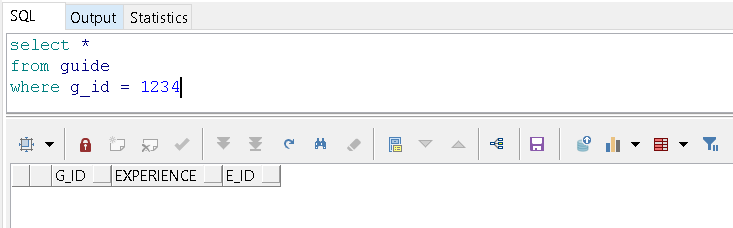 SQL Output Statistics
select *
from guide
where g_id = 1234
G_ID EXPERIENCE E_ID